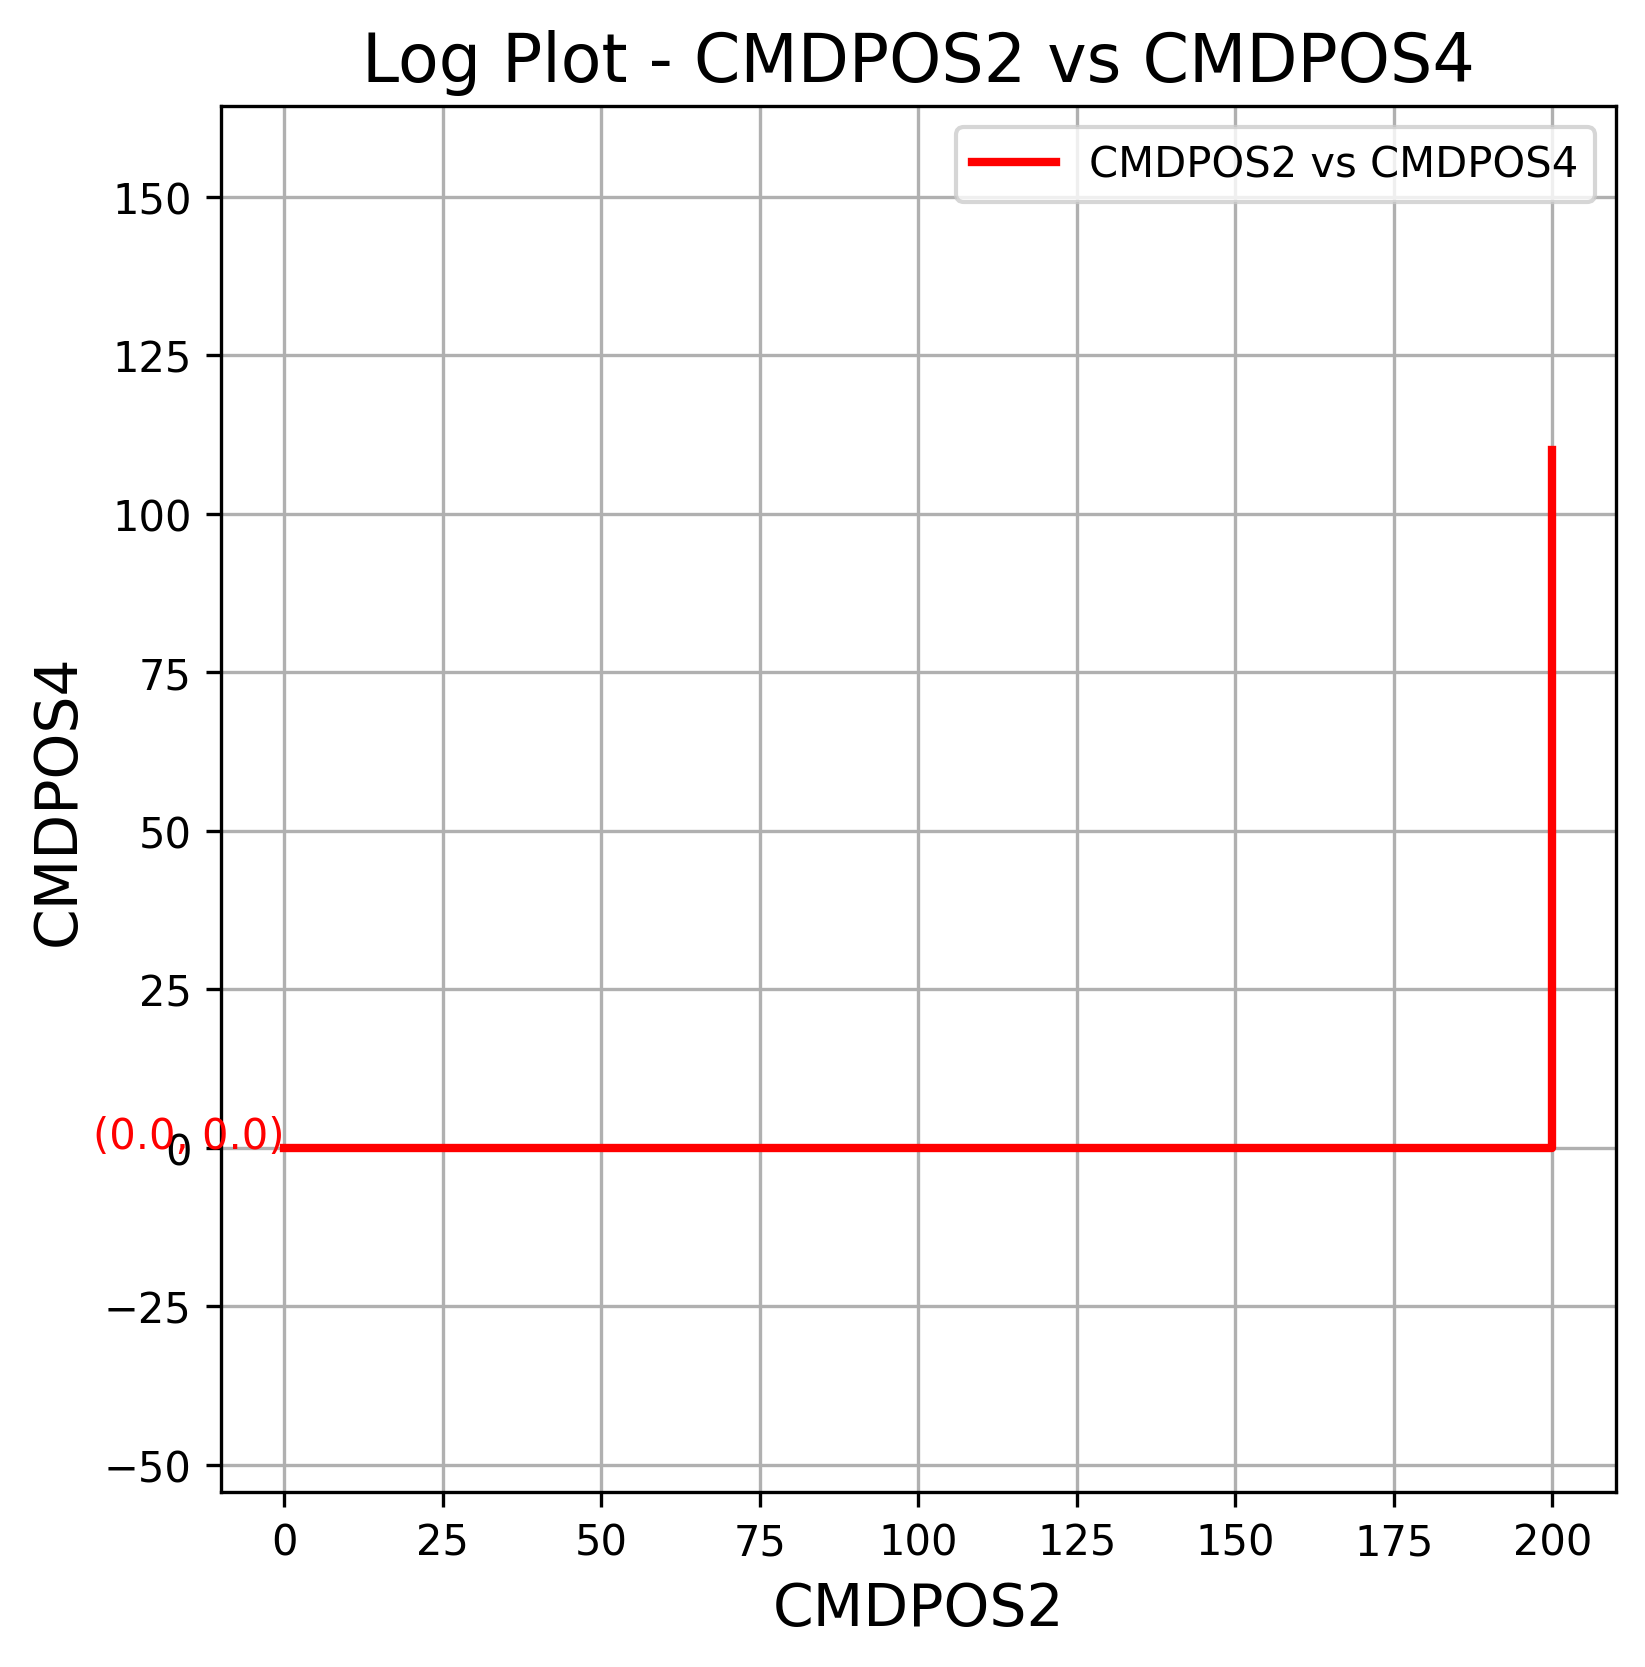 Log Plot - CMDPOS2 vs CMDPOS4
CMDPOS2 vs CMDPOS4
CMDPOS4
150
125
100
75
50
25
(0.0, 0.0)
0
−25
−50
0 25 50 75 100 125 150 175 200
CMDPOS2